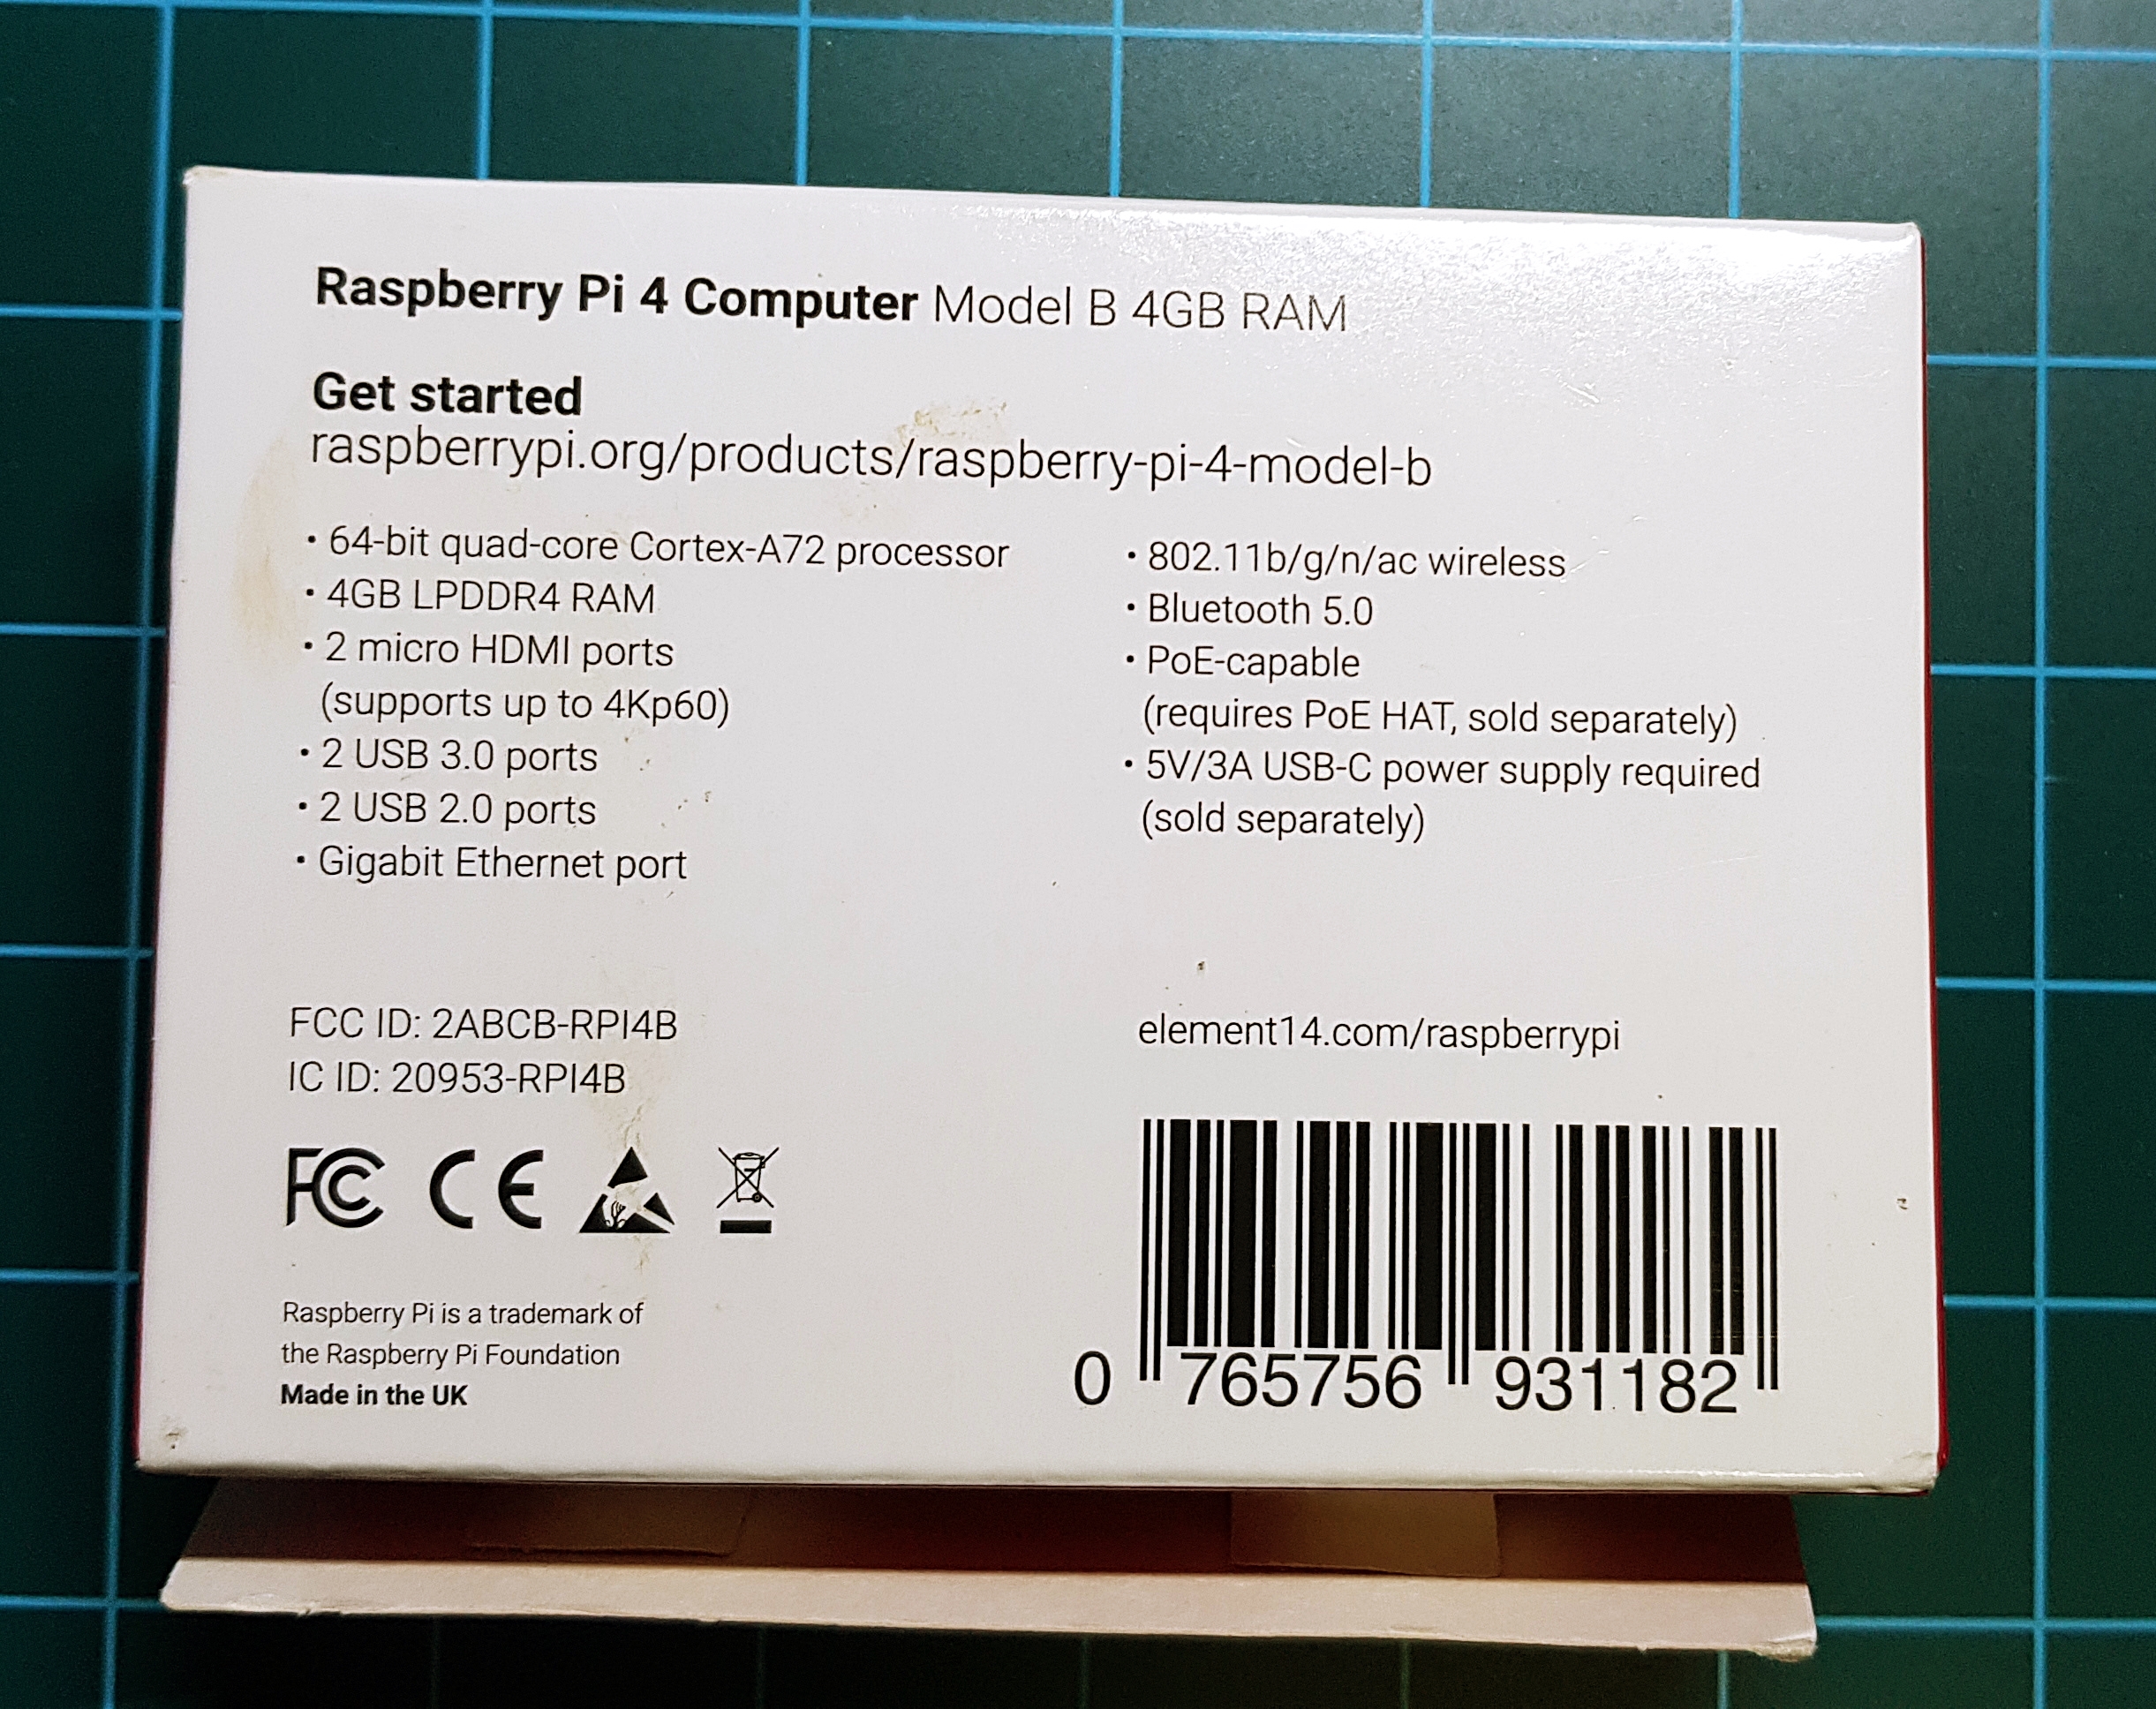 Raspberry Pi 4 Computer Model B 4GB RAM
Get started
raspberrypi.org/products/raspberry-pi-4-model-b
• 64-bit quad-core Cortex-A72 processor
• 4GB LPDDR4 RAM
• 2 micro HDMI ports
(supports up to 4Kp60)
• 2 USB 3.0 ports
• 2 USB 2.0 ports
• Gigabit Ethernet port
• 802.11b/g/n/ac wireless
• Bluetooth 5.0
• PoE-capable
(requires PoE HAT, sold separately)
• 5V/3A USB-C power supply required
(sold separately)
FCC ID: 2ABCB-RPI4B
IC ID: 20953-RPI4B
FC CE
Raspberry Pi is a trademark of
the Raspberry Pi Foundation
Made in the UK
element14.com/raspberrypi
0 765756 931182